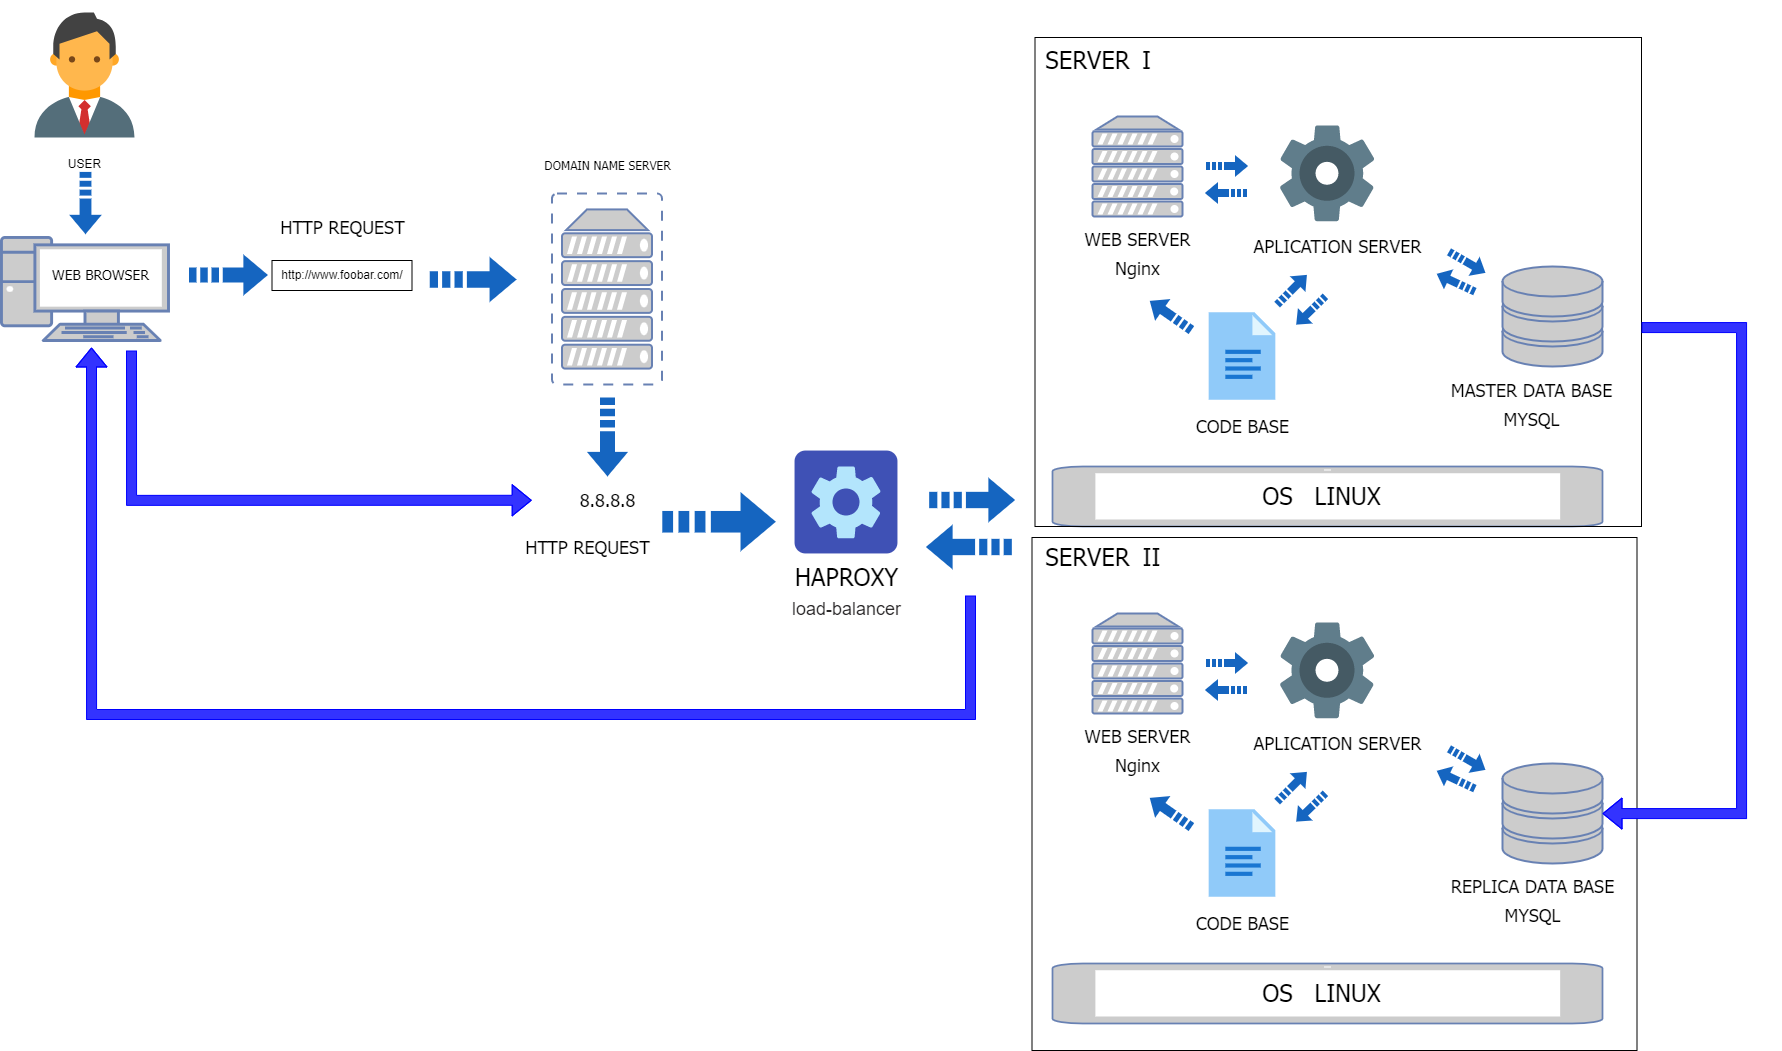 USER
WEB BROWSER
HTTP REQUEST
http://www.foobar.com/
DOMAIN NAME SERVER
8.8.8.8
HTTP REQUEST
HAPROXY
load-balancer
SERVER I
WEB SERVER
Nginx
APLICATION SERVER
CODE BASE
MASTER DATA BASE
MYSQL
OS LINUX
SERVER II
WEB SERVER
Nginx
APLICATION SERVER
CODE BASE
REPLICA DATA BASE
MYSQL
OS LINUX